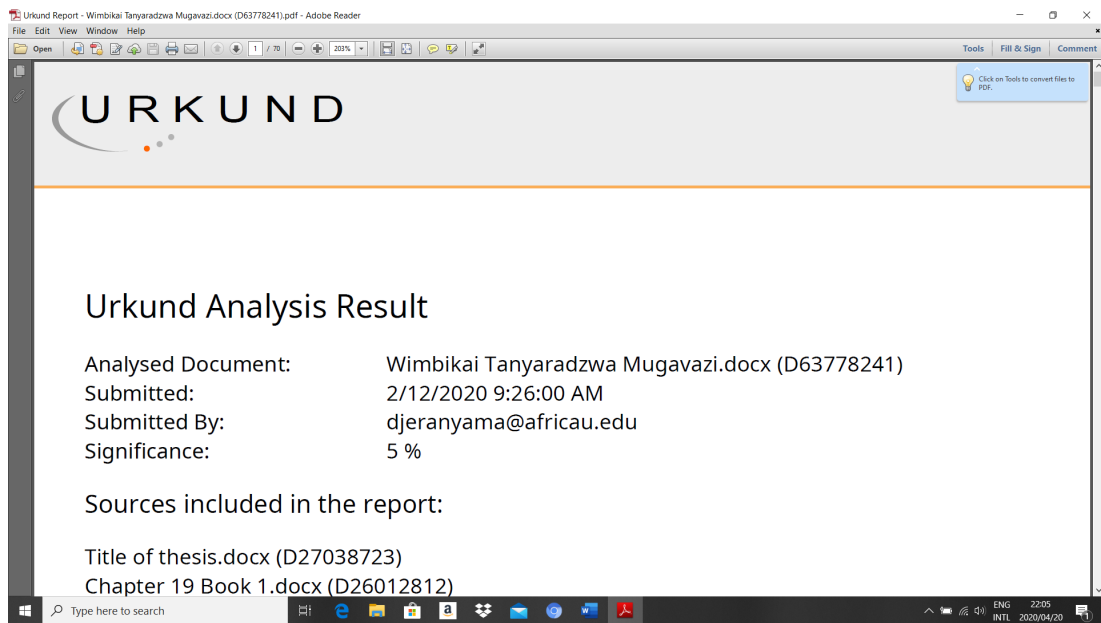 Urkund Report - Wimbikai Tanyaradzwa Mugavazi.docx (D63778241).pdf - Adobe Reader
File Edit View Window Help
Open 1 / 70 203% Tools Fill & Sign Comment
Click on Tools to convert files to
PDF.
URKUND
Urkund Analysis Result
Analysed Document: Wimbikai Tanyaradzwa Mugavazi.docx (D63778241)
Submitted: 2/12/2020 9:26:00 AM
Submitted By: djeranyama@africau.edu
Significance: 5 %
Sources included in the report:
Title of thesis.docx (D27038723)
Chapter 19 Book 1.docx (D26012812)
Type here to search ENG 22:05
INTL 2020/04/20